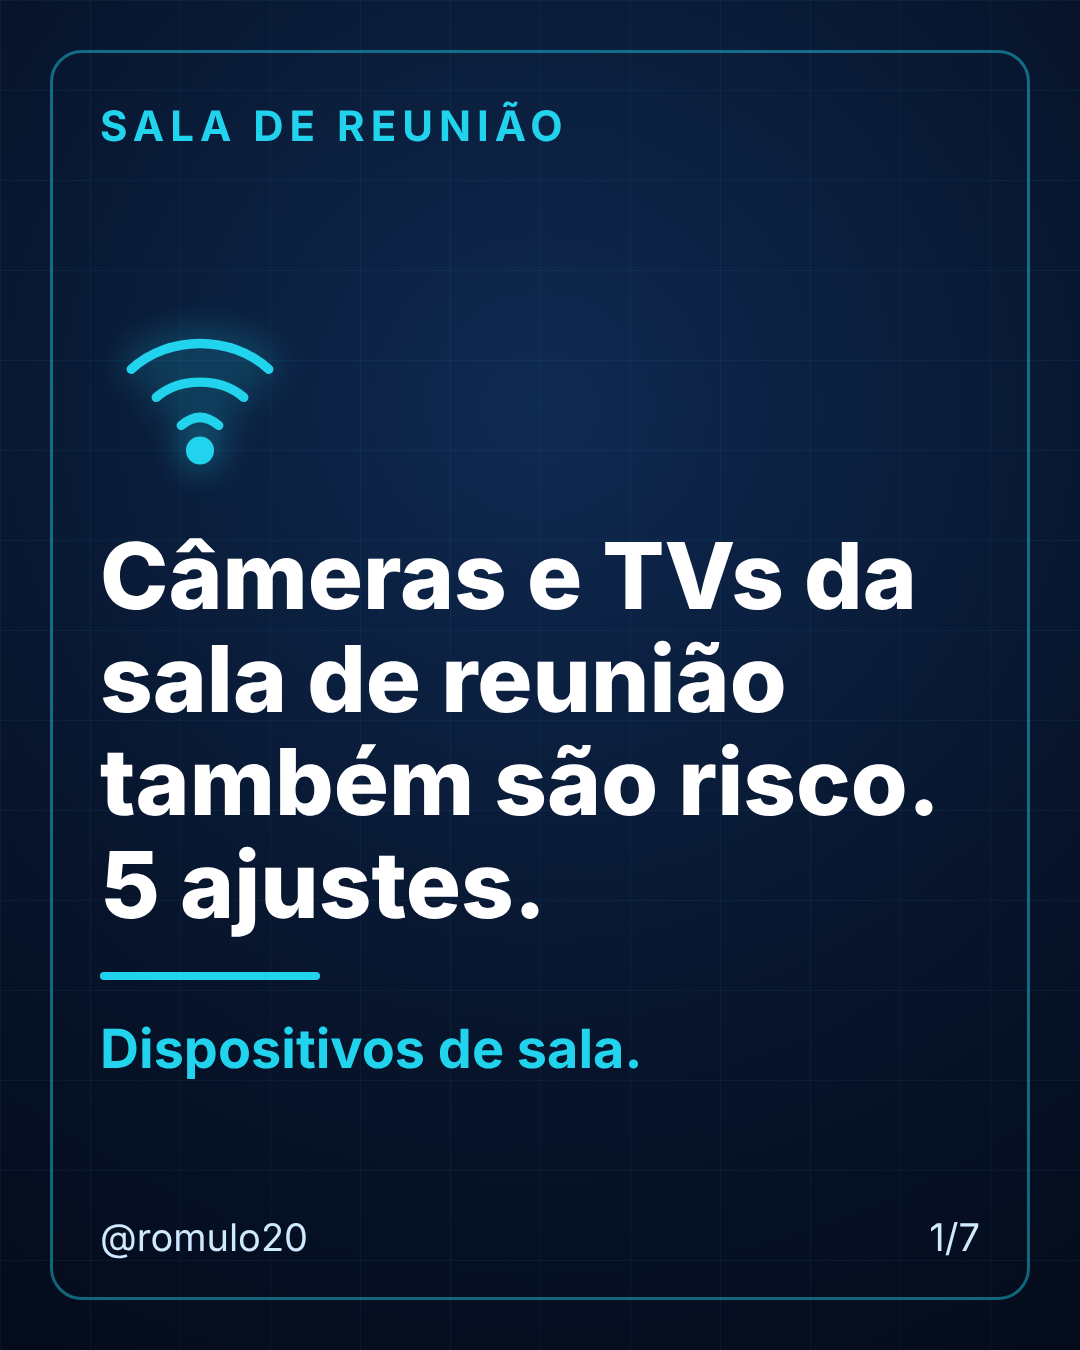 SALA DE REUNIÃO
Câmeras e TVs da
sala de reunião
também são risco.
5 ajustes.
Dispositivos de sala.
@romulo20
1/7